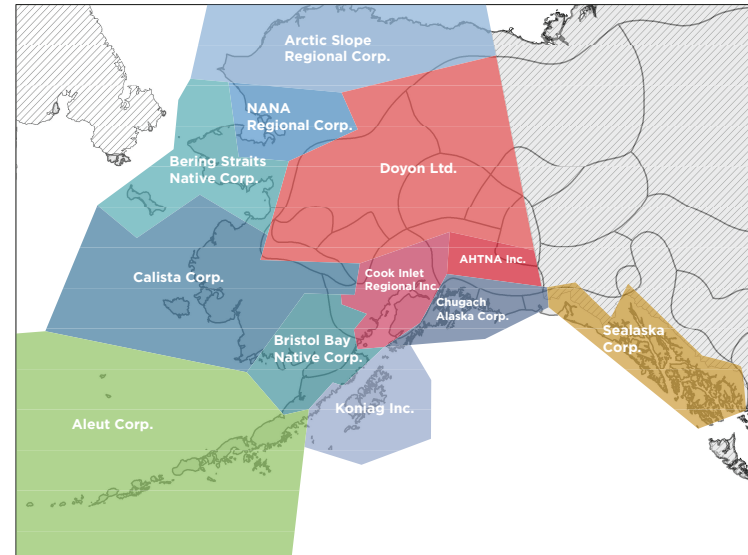 Arctic Slope
Regional Corp.
NANA
Regional Corp.
Bering Straits
Native Corp.
Doyon Ltd.
AHTNA Inc.
Calista Corp.
Cook Inlet
Regional Inc.
Chugach
Alaska Corp.
Sealaska
Corp.
Bristol Bay
Native Corp.
Koniag Inc.
Aleut Corp.